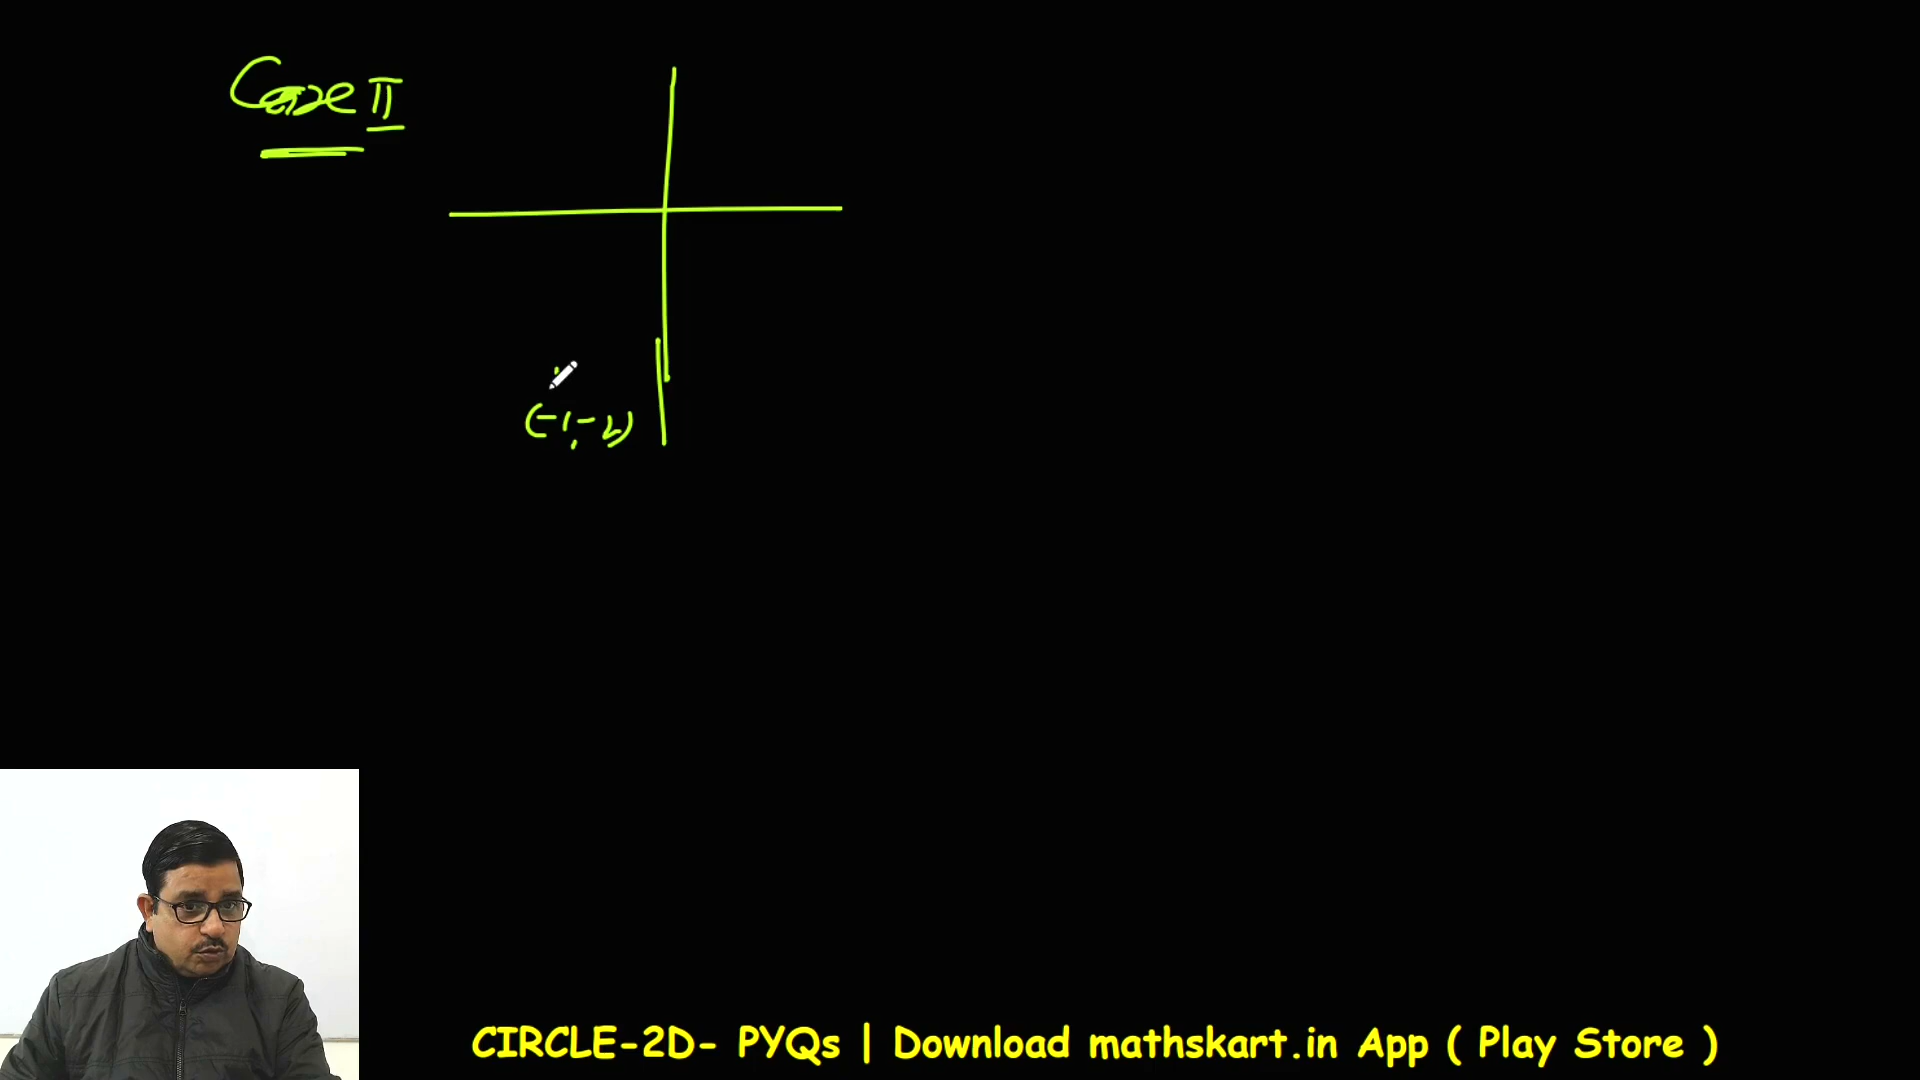 Case II
(-1,-2)
CIRCLE-2D- PYQs | Download mathskart.in App ( Play Store )